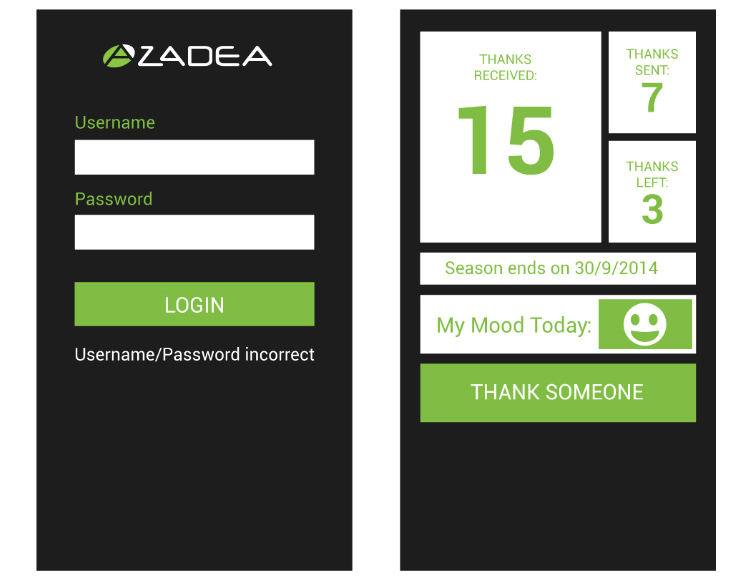 AZADEA
Username
Password
LOGIN
Username/Password incorrect
THANKS
RECEIVED:
15
THANKS
SENT:
7
THANKS
LEFT:
3
Season ends on 30/9/2014
My Mood Today:
THANK SOMEONE